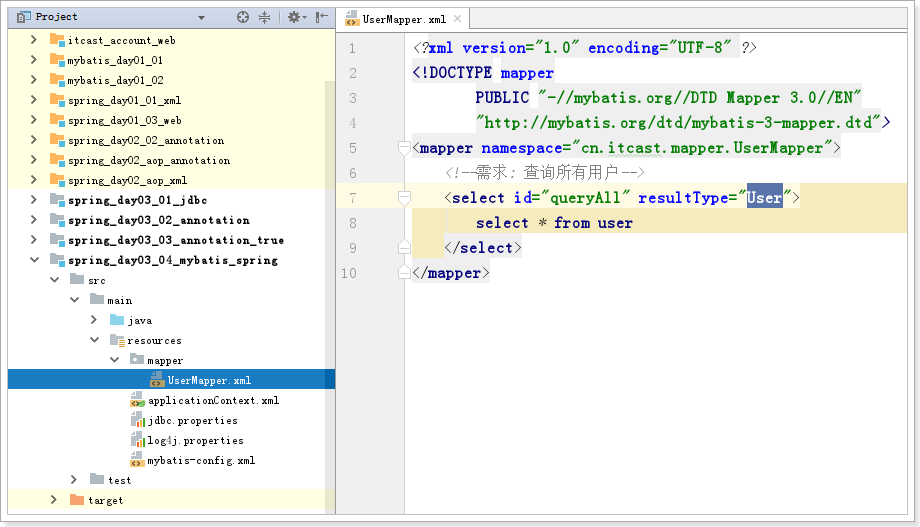 Project
itcast_account_web
mybatis_day01_01
mybatis_day01_02
spring_day01_01_xml
spring_day01_03_web
spring_day02_02_annotation
spring_day02_aop_annotation
spring_day02_aop_xml
spring_day03_01_jdbc
spring_day03_02_annotation
spring_day03_03_annotation_true
spring_day03_04_mybatis_spring
src
main
java
resources
mapper
UserMapper.xml
applicationContext.xml
jdbc.properties
log4j.properties
mybatis-config.xml
test
target
UserMapper.xml
1 <?xml version="1.0" encoding="UTF-8" ?>
2 <!DOCTYPE mapper
3 PUBLIC "-//mybatis.org//DTD Mapper 3.0//EN"
4 "http://mybatis.org/dtd/mybatis-3-mapper.dtd">
5 <mapper namespace="cn.itcast.mapper.UserMapper">
6 <!--需求：查询所有用户-->
7 <select id="queryAll" resultType="User">
8 select * from user
9 </select>
10 </mapper>